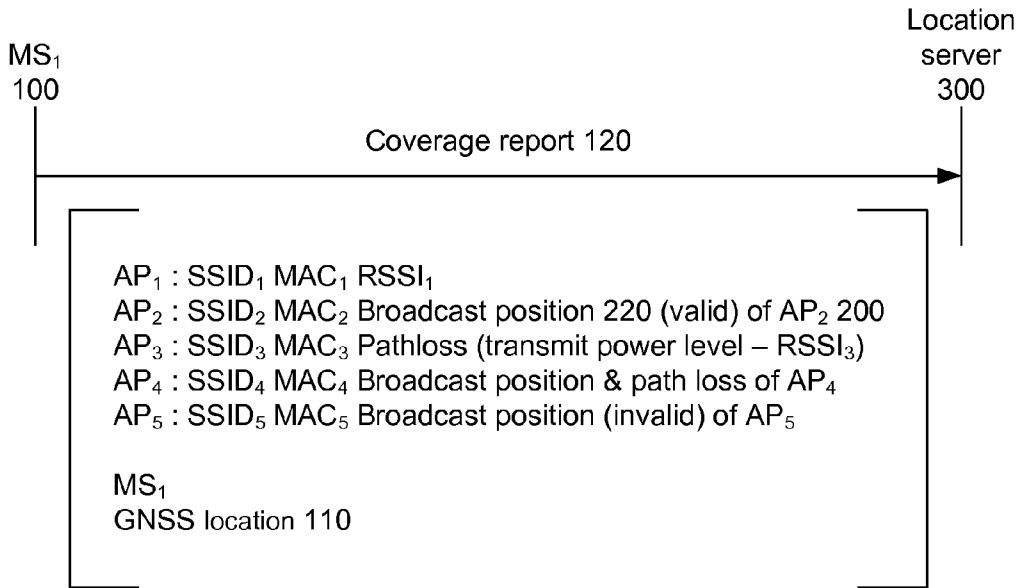 MS₁
100
Location
server
300
Coverage report 120
AP₁ : SSID₁ MAC₁ RSSI₁
AP₂ : SSID₂ MAC₂ Broadcast position 220 (valid) of AP₂ 200
AP₃ : SSID₃ MAC₃ Pathloss (transmit power level – RSSI₃)
AP₄ : SSID₄ MAC₄ Broadcast position & path loss of AP₄
AP₅ : SSID₅ MAC₅ Broadcast position (invalid) of AP₅
MS₁
GNSS location 110